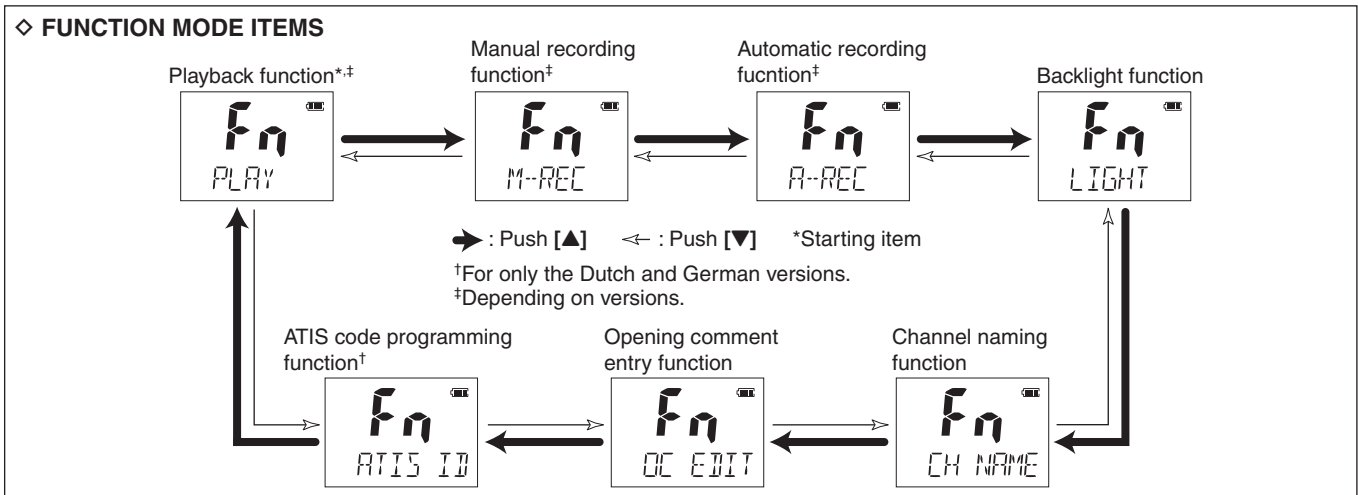 ◇ FUNCTION MODE ITEMS
Playback function*,‡
Manual recording
function‡
Automatic recording
fucntion‡
Backlight function
Fn
PLAY
Fn
M-REC
Fn
A-REC
Fn
LIGHT
: Push [▲] : Push [▼] *Starting item
†For only the Dutch and German versions.
‡Depending on versions.
ATIS code programming
function†
Opening comment
entry function
Channel naming
function
Fn
ATIS ID
Fn
OC EDIT
Fn
CH NAME